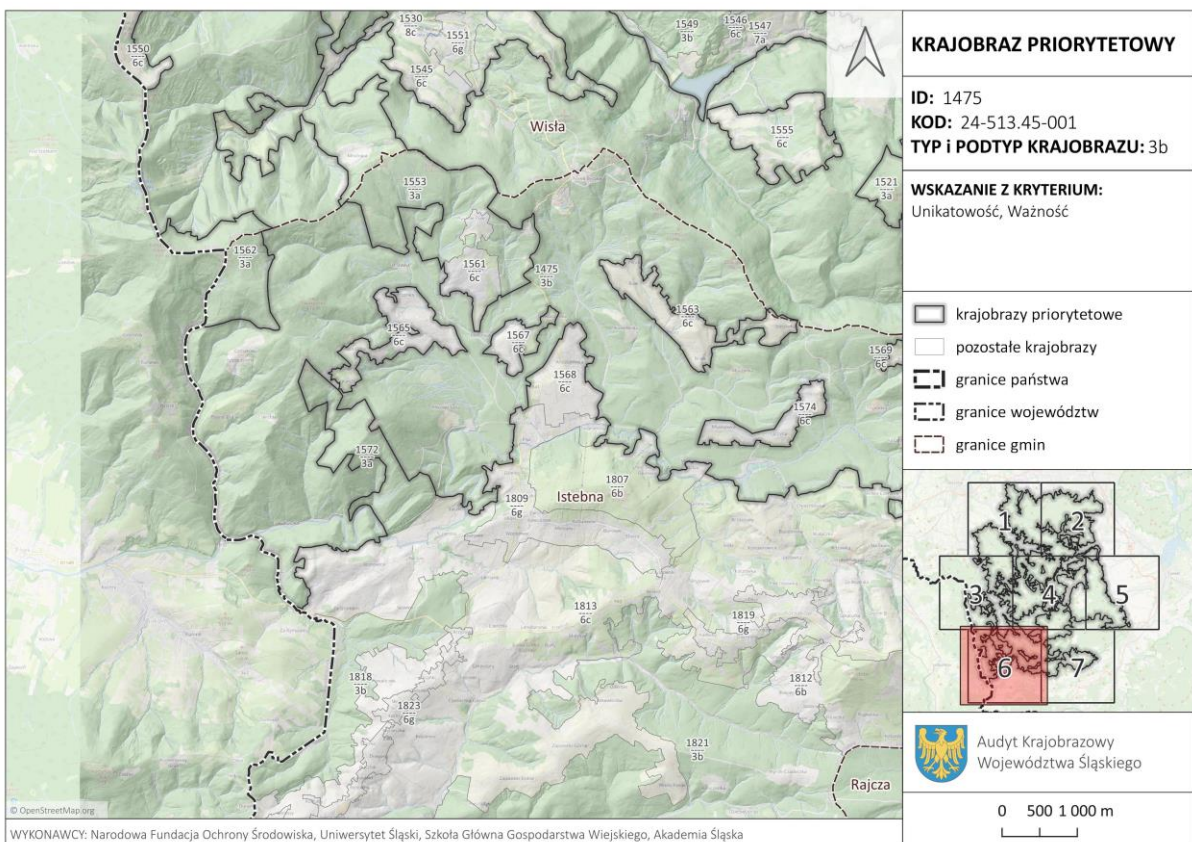 1530
8c
1551
6g
1549
3b
1546
6c
1547
7a
1550
6c
1545
6c
Wisła
1555
6c
1553
3a
1521
3a
1562
3a
1561
6c
1475
3b
1563
6c
1565
6c
1567
6c
1569
6c
1568
6c
1574
6c
1572
3a
1807
6b
Istebna
1809
6g
1813
6c
1819
6g
1818
3b
1812
6b
1823
6g
1821
3b
Rajcza
© OpenStreetMap.org
WYKONAWCY: Narodowa Fundacja Ochrony Środowiska, Uniwersytet Śląski, Szkoła Główna Gospodarstwa Wiejskiego, Akademia Śląska
KRAJOBRAZ PRIORYTETOWY
ID: 1475
KOD: 24-513.45-001
TYP i PODTYP KRAJOBRAZU: 3b
WSKAZANIE Z KRYTERIUM:
Unikatowość, Ważność
krajobrazy priorytetowe
pozostałe krajobrazy
granice państwa
granice województw
granice gmin
1
2
3
4
5
6
7
Audyt Krajobrazowy
Województwa Śląskiego
0 500 1 000 m